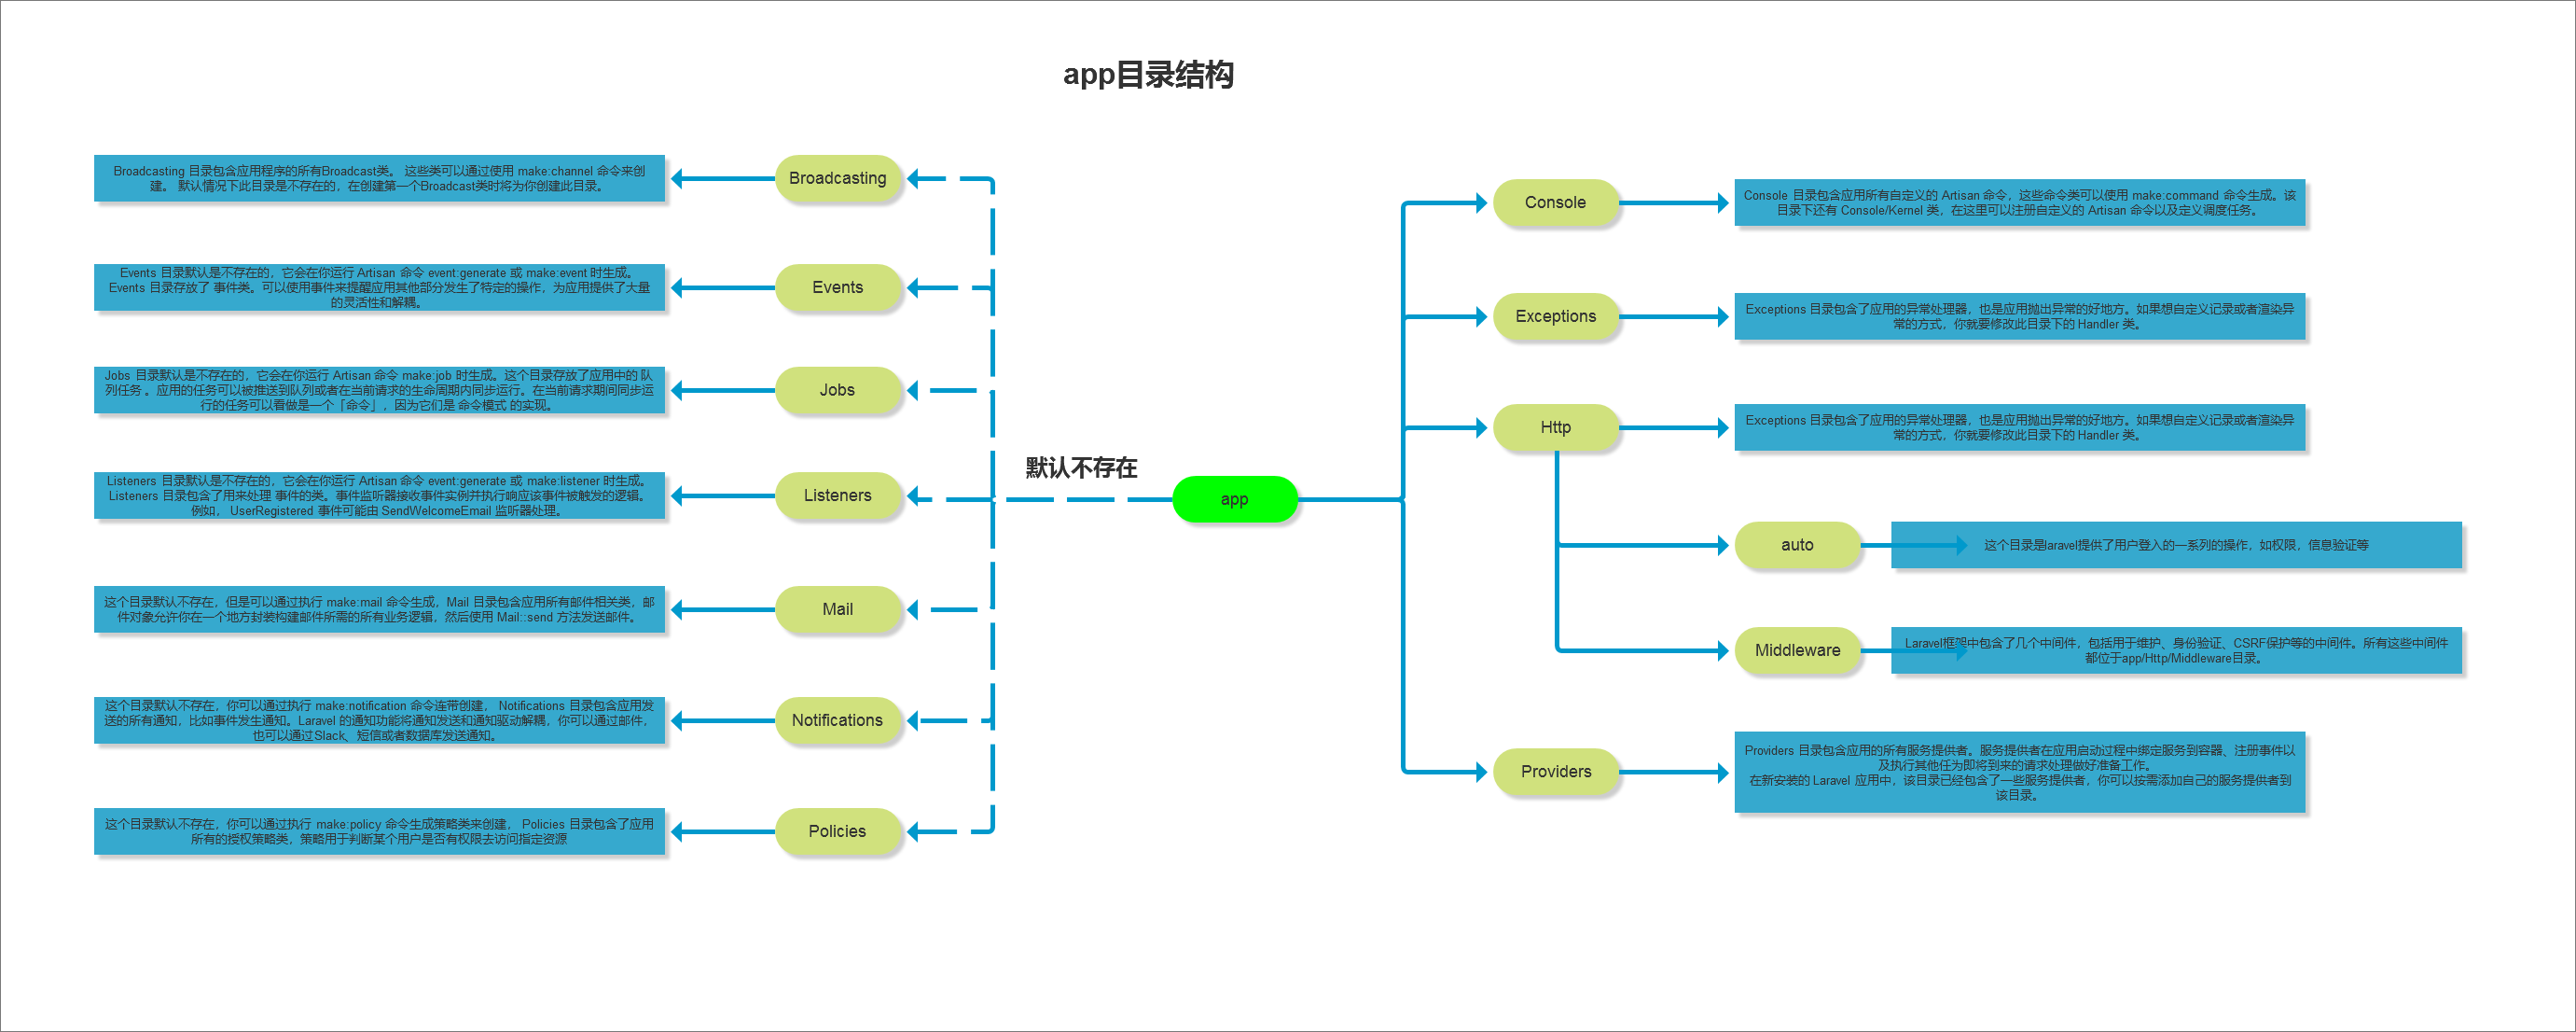 app目录结构
Broadcasting 目录包含应用程序的所有Broadcast类。 这些类可以通过使用 make:channel 命令来创
建。 默认情况下此目录是不存在的，在创建第一个Broadcast类时将为你创建此目录。
Broadcasting
Events 目录默认是不存在的，它会在你运行 Artisan 命令 event:generate 或 make:event 时生成。
Events 目录存放了 事件类。可以使用事件来提醒应用其他部分发生了特定的操作，为应用提供了大量
的灵活性和解耦。
Events
Jobs 目录默认是不存在的，它会在你运行 Artisan 命令 make:job 时生成。这个目录存放了应用中的 队
列任务 。应用的任务可以被推送到队列或者在当前请求的生命周期内同步运行。在当前请求期间同步运
行的任务可以看做是一个「命令」，因为它们是 命令模式 的实现。
Jobs
Listeners 目录默认是不存在的，它会在你运行 Artisan 命令 event:generate 或 make:listener 时生成。
Listeners 目录包含了用来处理 事件的类。事件监听器接收事件实例并执行响应该事件被触发的逻辑。
例如， UserRegistered 事件可能由 SendWelcomeEmail 监听器处理。
Listeners
这个目录默认不存在，但是可以通过执行 make:mail 命令生成，Mail 目录包含应用所有邮件相关类，邮
件对象允许你在一个地方封装构建邮件所需的所有业务逻辑，然后使用 Mail::send 方法发送邮件。
Mail
这个目录默认不存在，你可以通过执行 make:notification 命令连带创建， Notifications 目录包含应用发
送的所有通知，比如事件发生通知。Laravel 的通知功能将通知发送和通知驱动解耦，你可以通过邮件，
也可以通过Slack、短信或者数据库发送通知。
Notifications
这个目录默认不存在，你可以通过执行 make:policy 命令生成策略类来创建， Policies 目录包含了应用
所有的授权策略类，策略用于判断某个用户是否有权限去访问指定资源
Policies
默认不存在
app
Console
Console 目录包含应用所有自定义的 Artisan 命令，这些命令类可以使用 make:command 命令生成。该
目录下还有 Console/Kernel 类，在这里可以注册自定义的 Artisan 命令以及定义调度任务。
Exceptions
Exceptions 目录包含了应用的异常处理器，也是应用抛出异常的好地方。如果想自定义记录或者渲染异
常的方式，你就要修改此目录下的 Handler 类。
Http
Exceptions 目录包含了应用的异常处理器，也是应用抛出异常的好地方。如果想自定义记录或者渲染异
常的方式，你就要修改此目录下的 Handler 类。
auto
这个目录是laravel提供了用户登入的一系列的操作，如权限，信息验证等
Middleware
Laravel框架中包含了几个中间件，包括用于维护、身份验证、CSRF保护等的中间件。所有这些中间件
都位于app/Http/Middleware目录。
Providers
Providers 目录包含应用的所有服务提供者。服务提供者在应用启动过程中绑定服务到容器、注册事件以
及执行其他任为即将到来的请求处理做好准备工作。
在新安装的 Laravel 应用中，该目录已经包含了一些服务提供者，你可以按需添加自己的服务提供者到
该目录。